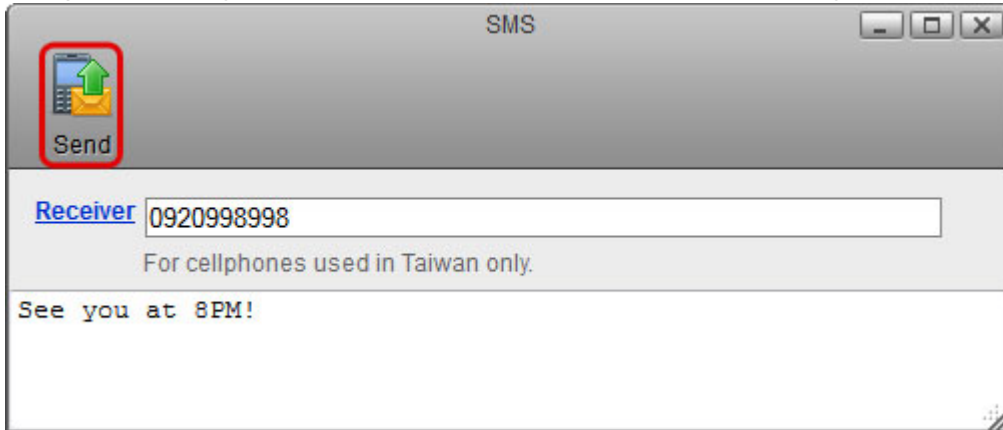 SMS
Send
Receiver 0920998998
For cellphones used in Taiwan only.
See you at 8PM!